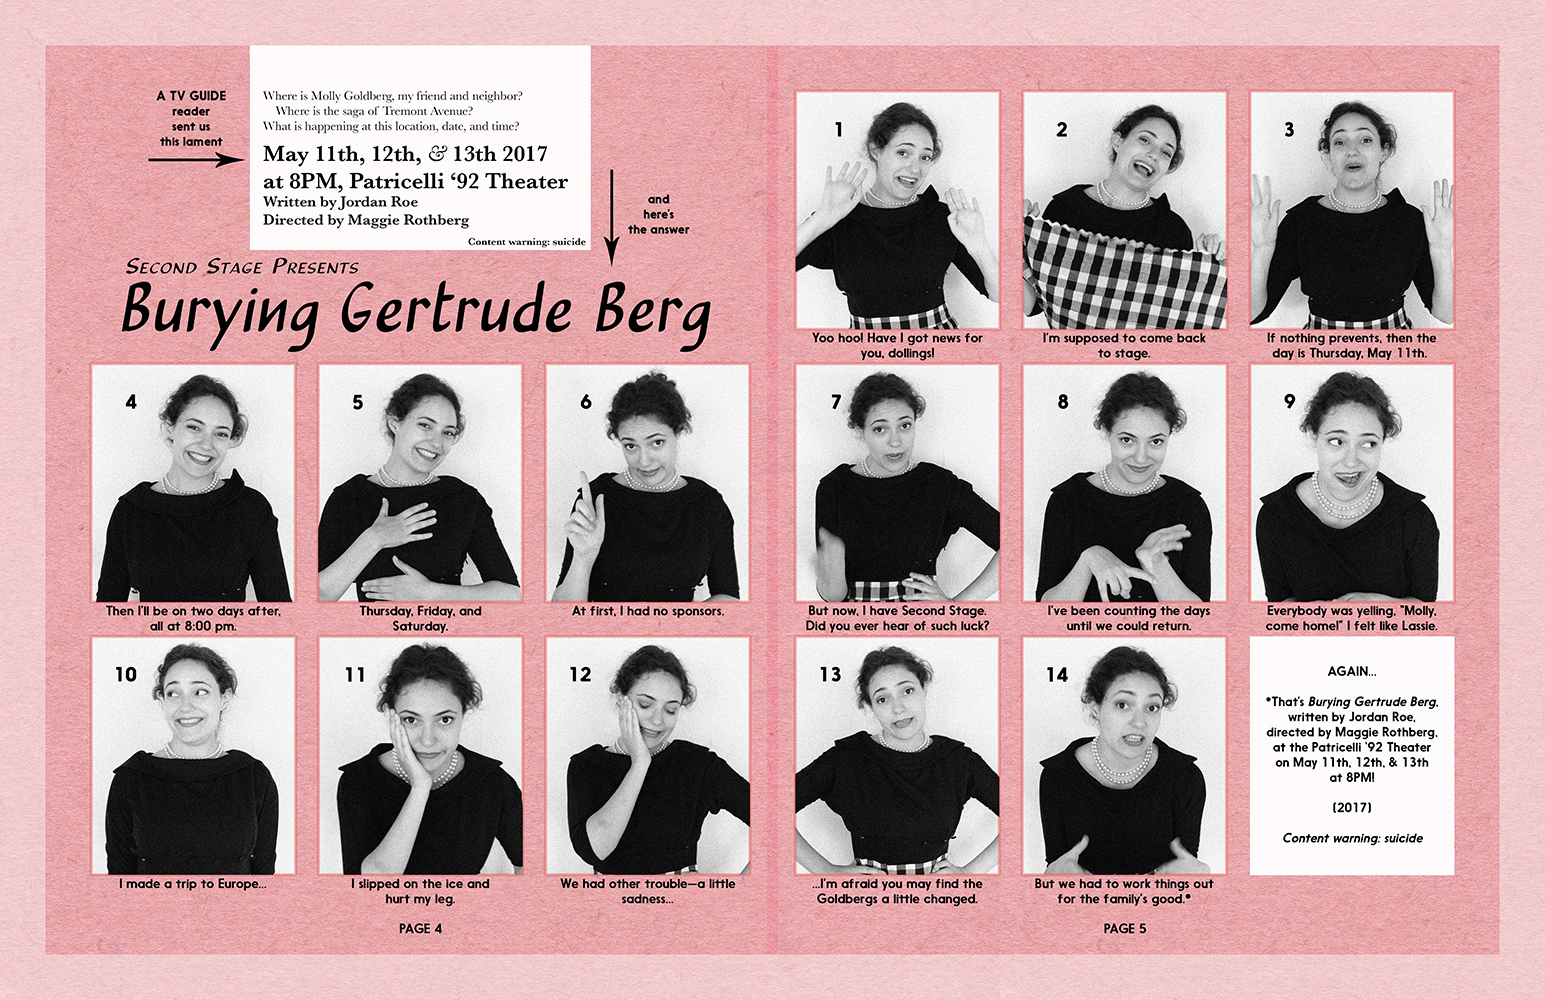 A TV GUIDE
reader
sent us
this lament
Where is Molly Goldberg, my friend and neighbor?
Where is the saga of Tremont Avenue?
What is happening at this location, date, and time?
May 11th, 12th, & 13th 2017
at 8PM, Patricelli ‘92 Theater
Written by Jordan Roe
Directed by Maggie Rothberg
Content warning: suicide
and
here's
the answer
Second Stage Presents
Burying Gertrude Berg
1
Yoo hoo! Have I got news for
you, dollings!
2
I'm supposed to come back
to stage.
3
If nothing prevents, then the
day is Thursday, May 11th.
4
Then I'll be on two days after,
all at 8:00 pm.
5
Thursday, Friday, and
Saturday.
6
At first, I had no sponsors.
7
But now, I have Second Stage.
Did you ever hear of such luck?
8
I've been counting the days
until we could return.
9
Everybody was yelling, "Molly,
come home!" I felt like Lassie.
10
I made a trip to Europe...
11
I slipped on the ice and
hurt my leg.
12
We had other trouble—a little
sadness...
13
...I'm afraid you may find the
Goldbergs a little changed.
14
But we had to work things out
for the family's good.*
AGAIN...
*That's Burying Gertrude Berg,
written by Jordan Roe,
directed by Maggie Rothberg,
at the Patricelli '92 Theater
on May 11th, 12th, & 13th
at 8PM!
(2017)
Content warning: suicide
PAGE 4
PAGE 5